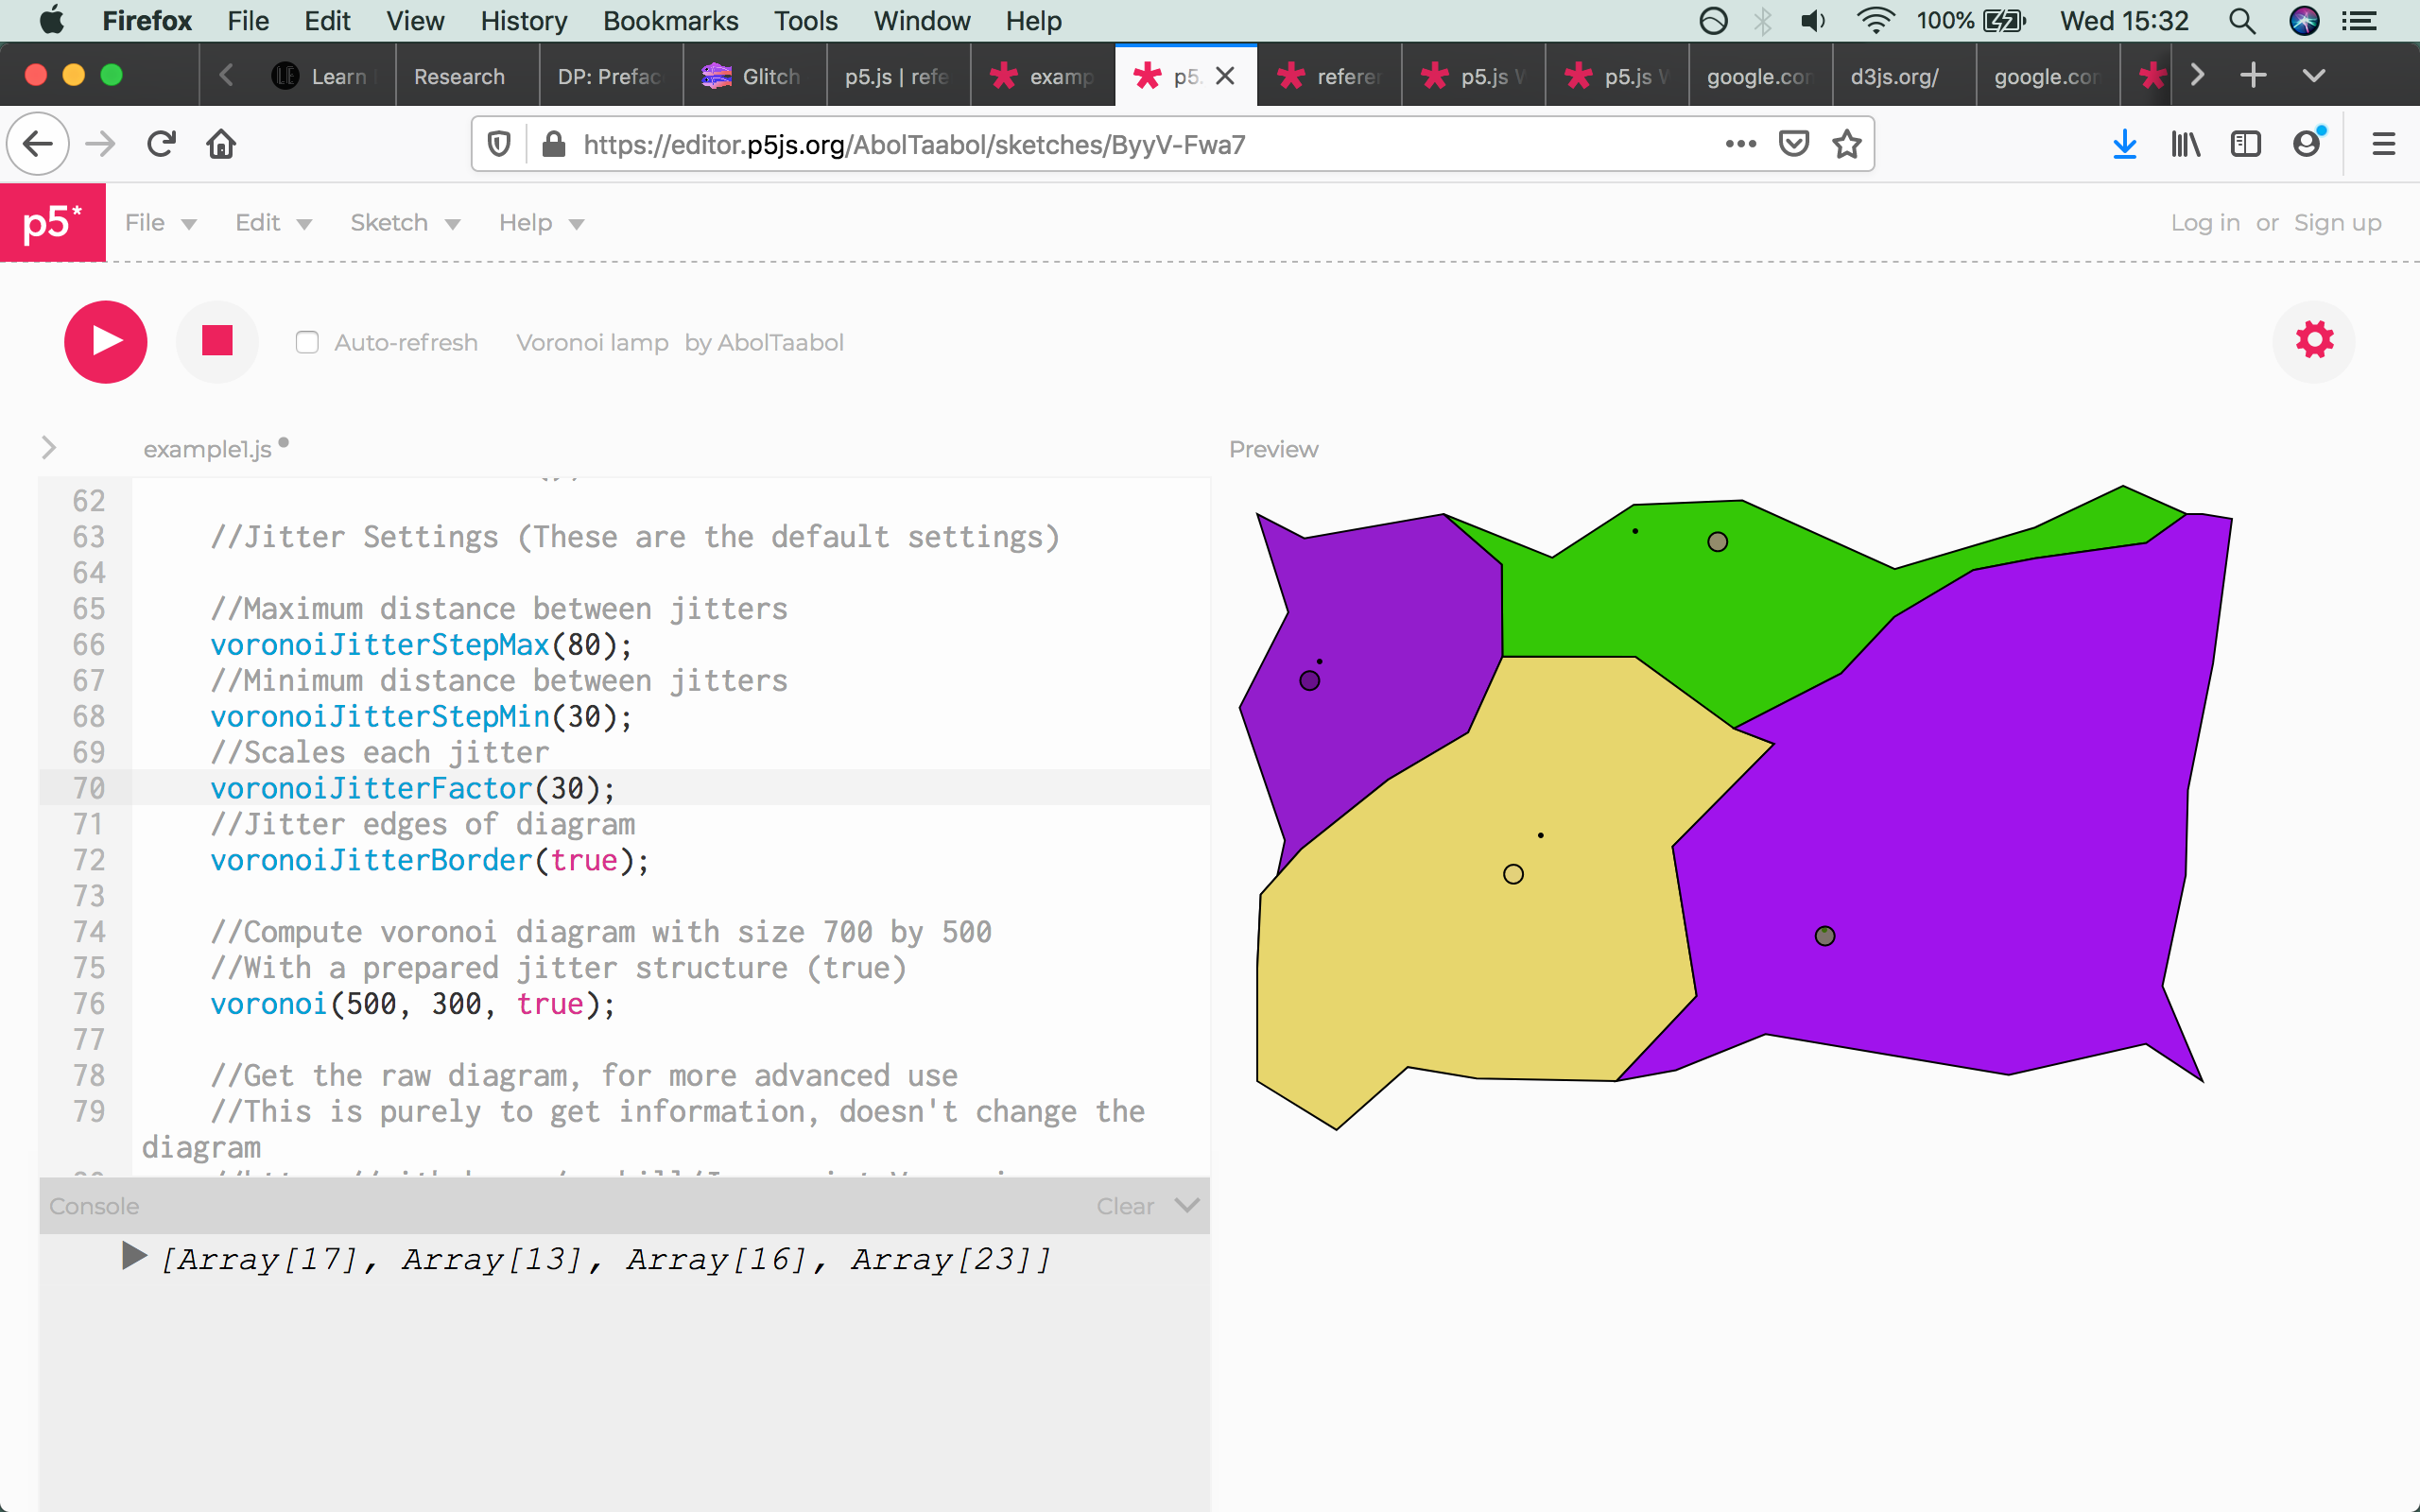 Firefox File Edit View History Bookmarks Tools Window Help 100% Wed 15:32
LE Learn Research DP: Prefac Glitch p5.js | refe examp p5. referer p5.js W p5.js W google.com d3js.org/ google.com
https://editor.p5js.org/AbolTaabol/sketches/ByyV-Fwa7
p5* File Edit Sketch Help Log in or Sign up
Auto-refresh Voronoi lamp by AbolTaabol
example1.js Preview
62
63 //Jitter Settings (These are the default settings)
64
65 //Maximum distance between jitters
66 voronoiJitterStepMax(80);
67 //Minimum distance between jitters
68 voronoiJitterStepMin(30);
69 //Scales each jitter
70 voronoiJitterFactor(30);
71 //Jitter edges of diagram
72 voronoiJitterBorder(true);
73
74 //Compute voronoi diagram with size 700 by 500
75 //With a prepared jitter structure (true)
76 voronoi(500, 300, true);
77
78 //Get the raw diagram, for more advanced use
79 //This is purely to get information, doesn't change the
diagram
Console Clear
[Array[17], Array[13], Array[16], Array[23]]